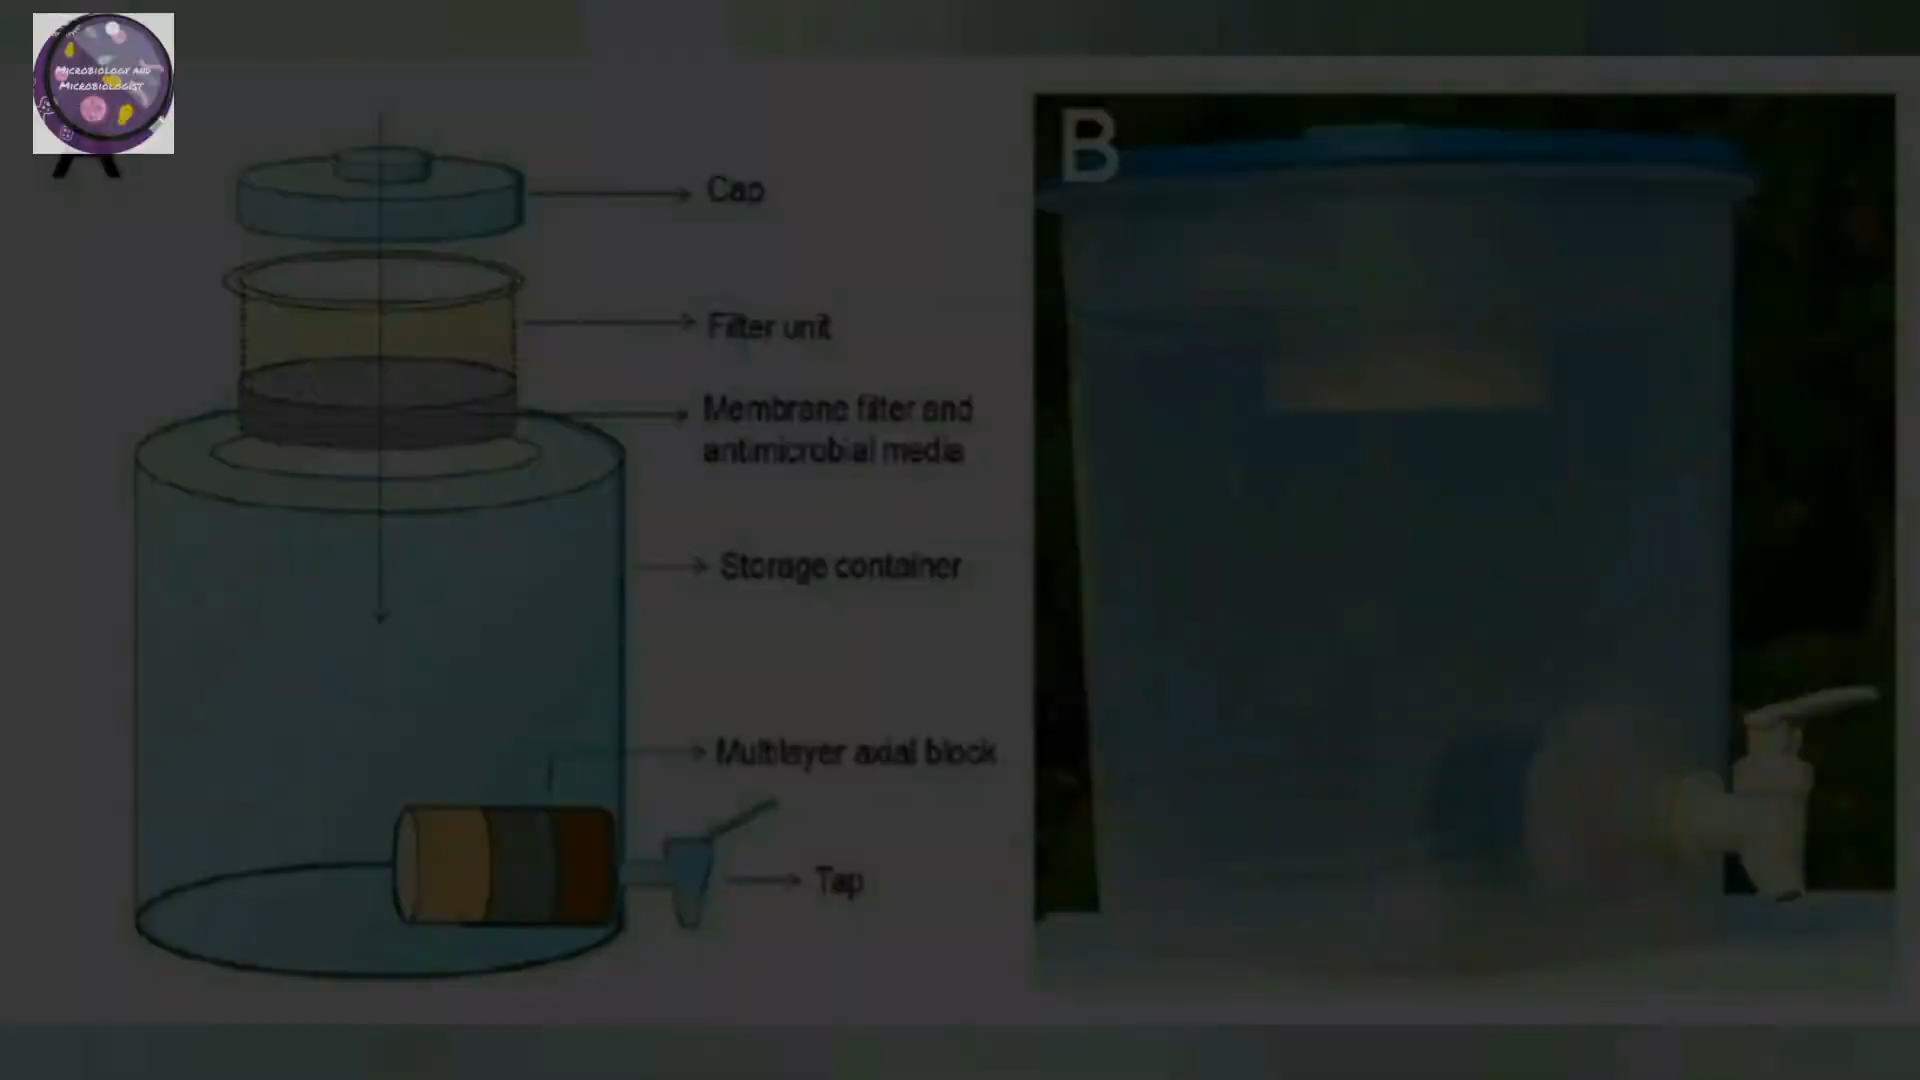 Microbiology and
Microbiologist
A
Cap
Filter unit
Membrane filter and
antimicrobial media
Storage container
Multilayer axial block
Tap
B